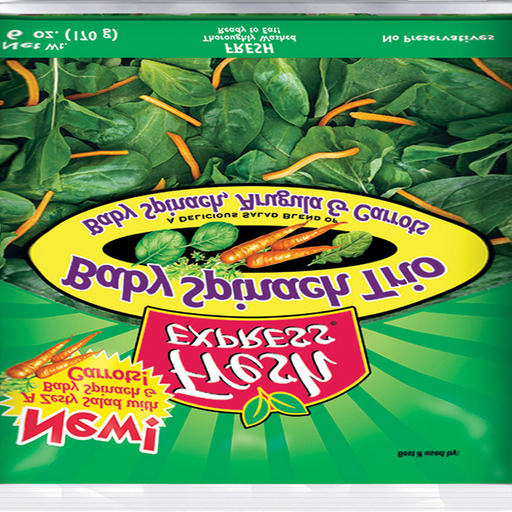 Best if used by:
New!
A Zesty Salad with
Baby Spinach &
Carrots!
Fresh
EXPRESS®
Baby Spinach Trio
A DELICIOUS SALAD BLEND OF
Baby Spinach, Arugula & Carrots
Net Wt.
6 oz. (170 g)
FRESH
Thoroughly Washed
Ready to Eat!
No Preservatives